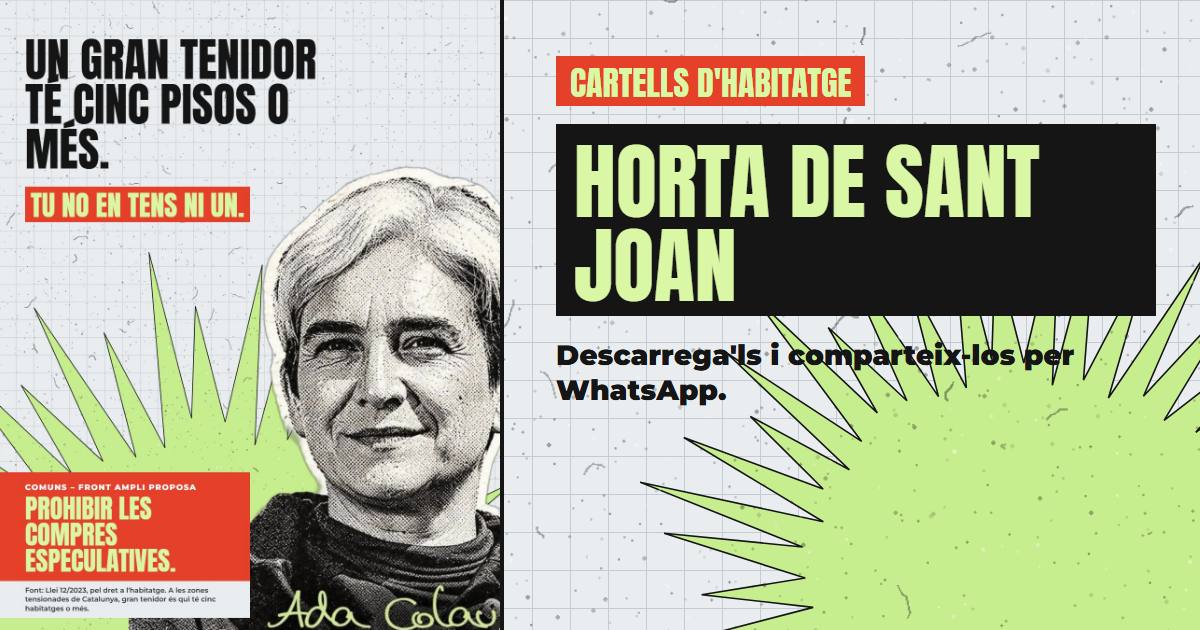 UN GRAN TENIDOR
TÉ CINC PISOS O
MÉS.
TU NO EN TENS NI UN.
COMUNS – FRONT AMPLI PROPOSA
PROHIBIR LES
COMPRES
ESPECULATIVES.
Font: Llei 12/2023, pel dret a l'habitatge. A les zones
tensionades de Catalunya, gran tenidor és qui té cinc
habitatges o més.
Ada Colau
CARTELLS D'HABITATGE
HORTA DE SANT
JOAN
Descarrega'ls i comparteix-los per
WhatsApp.